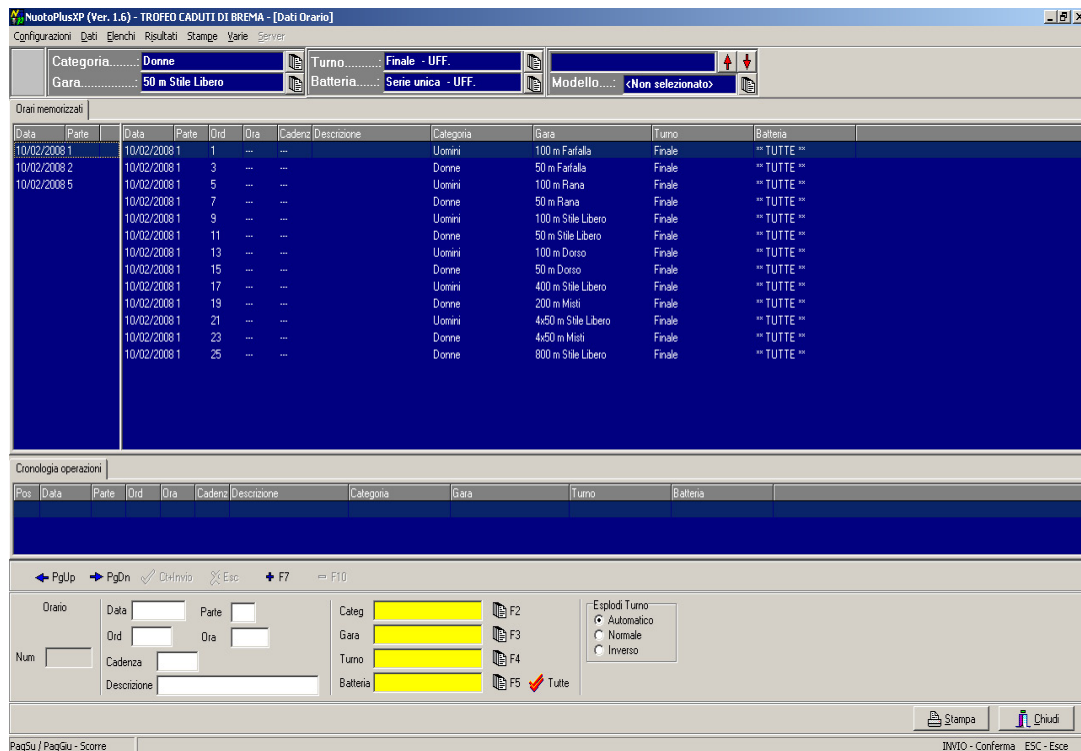 NuotoPlusXP (Ver. 1.6) - TROFEO CADUTI DI BREMA - [Dati Orario]
Configurazioni Dati Elenchi Risultati Stampe Varie Server
Categoria......: Donne Turno..........: Finale - UFF.
Gara...............: 50 m Stile Libero Batteria......: Serie unica - UFF. Modello....: <Non selezionato>
Orari memorizzati
Data Parte Data Parte Ord Ora Cadenz Descrizione Categoria Gara Turno Batteria
10/02/2008 1 10/02/2008 1 1 --- --- Uomini 100 m Farfalla Finale ** TUTTE **
10/02/2008 2 10/02/2008 1 3 --- --- Donne 50 m Farfalla Finale ** TUTTE **
10/02/2008 5 10/02/2008 1 5 --- --- Uomini 100 m Rana Finale ** TUTTE **
10/02/2008 1 7 --- --- Donne 50 m Rana Finale ** TUTTE **
10/02/2008 1 9 --- --- Uomini 100 m Stile Libero Finale ** TUTTE **
10/02/2008 1 11 --- --- Donne 50 m Stile Libero Finale ** TUTTE **
10/02/2008 1 13 --- --- Uomini 100 m Dorso Finale ** TUTTE **
10/02/2008 1 15 --- --- Donne 50 m Dorso Finale ** TUTTE **
10/02/2008 1 17 --- --- Uomini 400 m Stile Libero Finale ** TUTTE **
10/02/2008 1 19 --- --- Donne 200 m Misti Finale ** TUTTE **
10/02/2008 1 21 --- --- Uomini 4x50 m Stile Libero Finale ** TUTTE **
10/02/2008 1 23 --- --- Donne 4x50 m Misti Finale ** TUTTE **
10/02/2008 1 25 --- --- Donne 800 m Stile Libero Finale ** TUTTE **
Cronologia operazioni
Pos Data Parte Ord Ora Cadenz Descrizione Categoria Gara Turno Batteria
PgUp PgDn Ct+Invio Esc F7 F10
Orario Data Parte Categ F2 Esplodi Turno
Automatico
Ord Ora Gara F3 Normale
Num Cadenza Turno F4 Inverso
Descrizione Batteria F5 Tutte
Stampa Chiudi
PagSu / PagGiu - Scorre INVIO - Conferma ESC - Esce